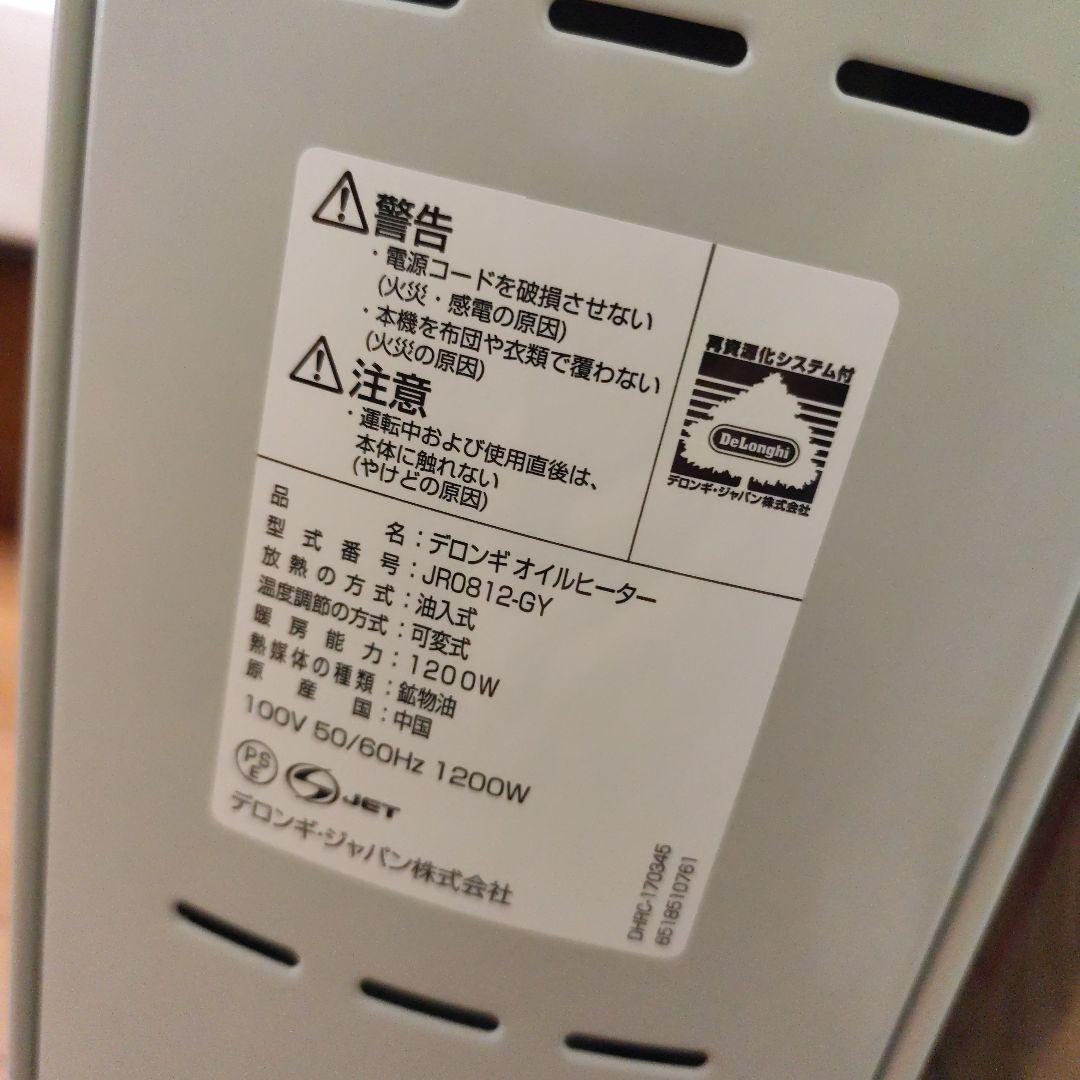 警告
・電源コードを破損させない
(火災・感電の原因)
・本機を布団や衣類で覆わない
(火災の原因)
注意
・運転中および使用直後は、
本体に触れない
(やけどの原因)
再資源化システム付
DeLonghi
デロンギ・ジャパン株式会社
品名:デロンギ オイルヒーター
型式番号:JR0812-GY
放熱の方式:油入式
温度調節の方式:可変式
暖房能力:1200W
熱媒体の種類:鉱物油
原産国:中国
100V 50/60Hz 1200W
PSE
JET
デロンギ・ジャパン株式会社
DHRC-170345
6518510761